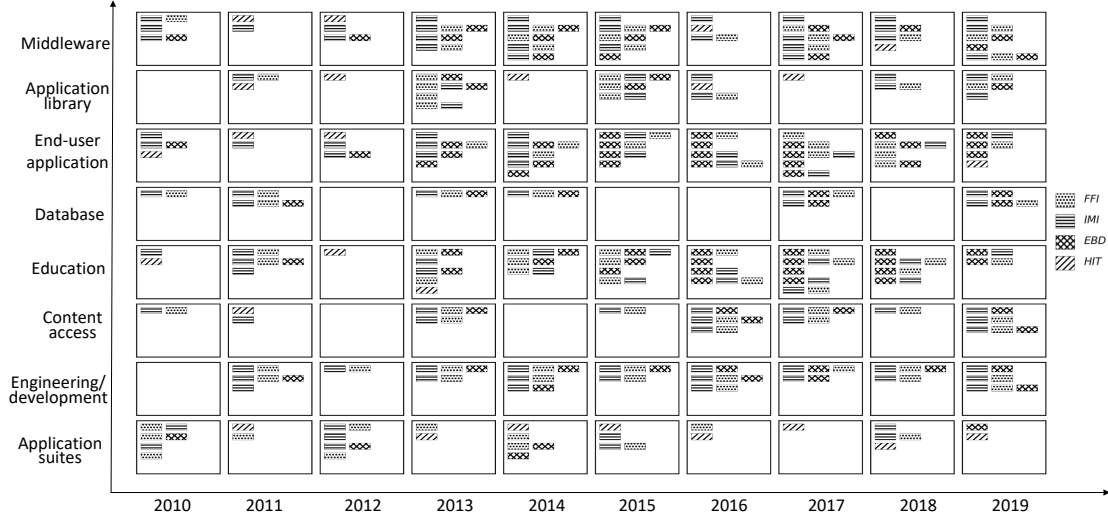 Middleware
Application
library
End-user
application
Database
Education
Content
access
Engineering/
development
Application
suites
FFI
IMI
EBD
HIT
2010 2011 2012 2013 2014 2015 2016 2017 2018 2019